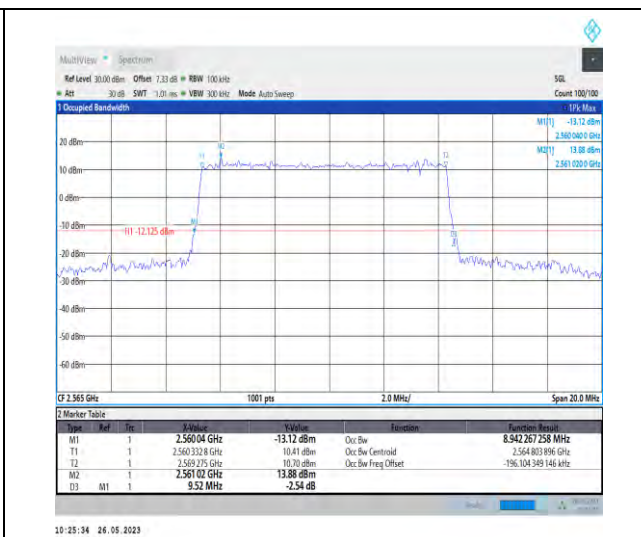 MultiView Spectrum
Ref Level 30.00 dBm Offset 7.33 dB RBW 100 kHz SGL
Att 30 dB SWT 1.01 ms VBW 300 kHz Mode Auto Sweep Count 100/100
1 Occupied Bandwidth 1Pk Max
M1[1] -13.12 dBm
2.560 040 0 GHz
M2[1] 13.88 dBm
2.561 020 0 GHz
20 dBm
M2
T1 T2
10 dBm
0 dBm
-10 dBm
M1
H1 -12.125 dBm
D3
-20 dBm
-30 dBm
-40 dBm
-50 dBm
-60 dBm
CF 2.565 GHz 1001 pts 2.0 MHz/ Span 20.0 MHz
2 Marker Table
Type Ref Trc X-Value Y-Value Function Function Result
M1 1 2.56004 GHz -13.12 dBm Occ Bw 8.942 267 258 MHz
T1 1 2.560 332 8 GHz 10.41 dBm Occ Bw Centroid 2.564 803 896 GHz
T2 1 2.569 275 GHz 10.70 dBm Occ Bw Freq Offset -196.104 349 146 kHz
M2 1 2.561 02 GHz 13.88 dBm
D3 M1 1 9.52 MHz -2.54 dB
10:25:34 26.05.2023